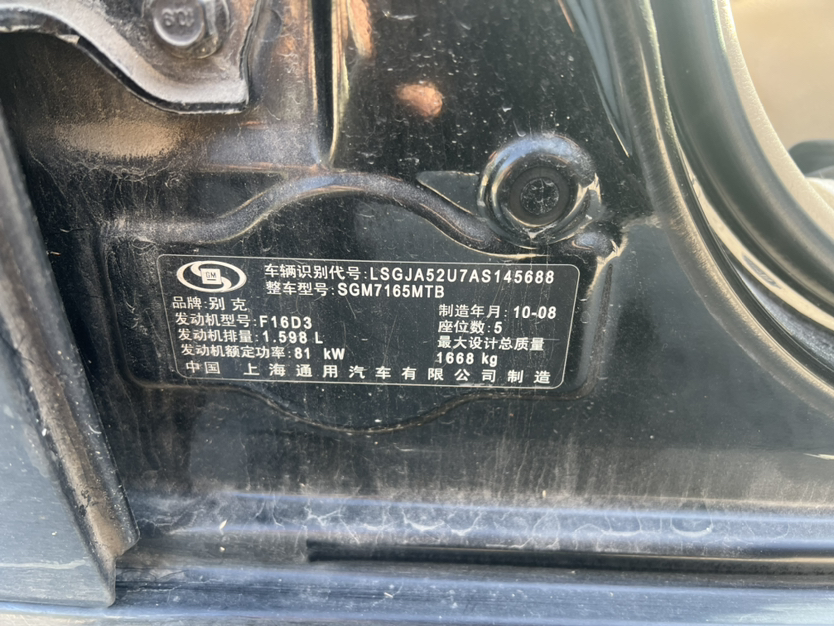 GM
车辆识别代号:LSGJA52U7AS145688
整车型号:SGM7165MTB
品牌:别克
制造年月:10-08
发动机型号:F16D3
座位数:5
发动机排量:1.598 L
最大设计总质量
发动机额定功率:81 kW
1668 kg
中国 上海通用汽车有限公司制造